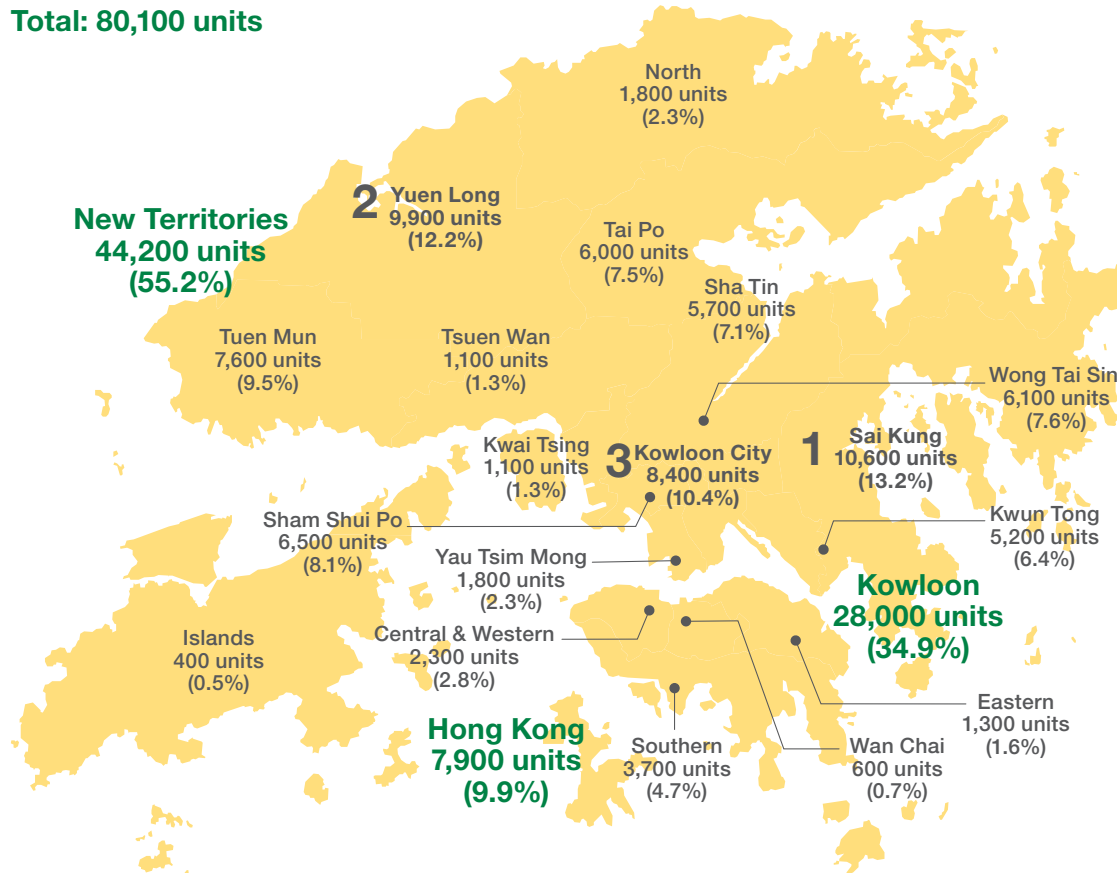 Total: 80,100 units
North
1,800 units
(2.3%)
2
Yuen Long
9,900 units
(12.2%)
New Territories
44,200 units
(55.2%)
Tai Po
6,000 units
(7.5%)
Sha Tin
5,700 units
(7.1%)
Tuen Mun
7,600 units
(9.5%)
Tsuen Wan
1,100 units
(1.3%)
Wong Tai Sin
6,100 units
(7.6%)
Kwai Tsing
1,100 units
(1.3%)
3
Kowloon City
8,400 units
(10.4%)
1
Sai Kung
10,600 units
(13.2%)
Sham Shui Po
6,500 units
(8.1%)
Kwun Tong
5,200 units
(6.4%)
Yau Tsim Mong
1,800 units
(2.3%)
Kowloon
28,000 units
(34.9%)
Islands
400 units
(0.5%)
Central & Western
2,300 units
(2.8%)
Hong Kong
7,900 units
(9.9%)
Southern
3,700 units
(4.7%)
Wan Chai
600 units
(0.7%)
Eastern
1,300 units
(1.6%)